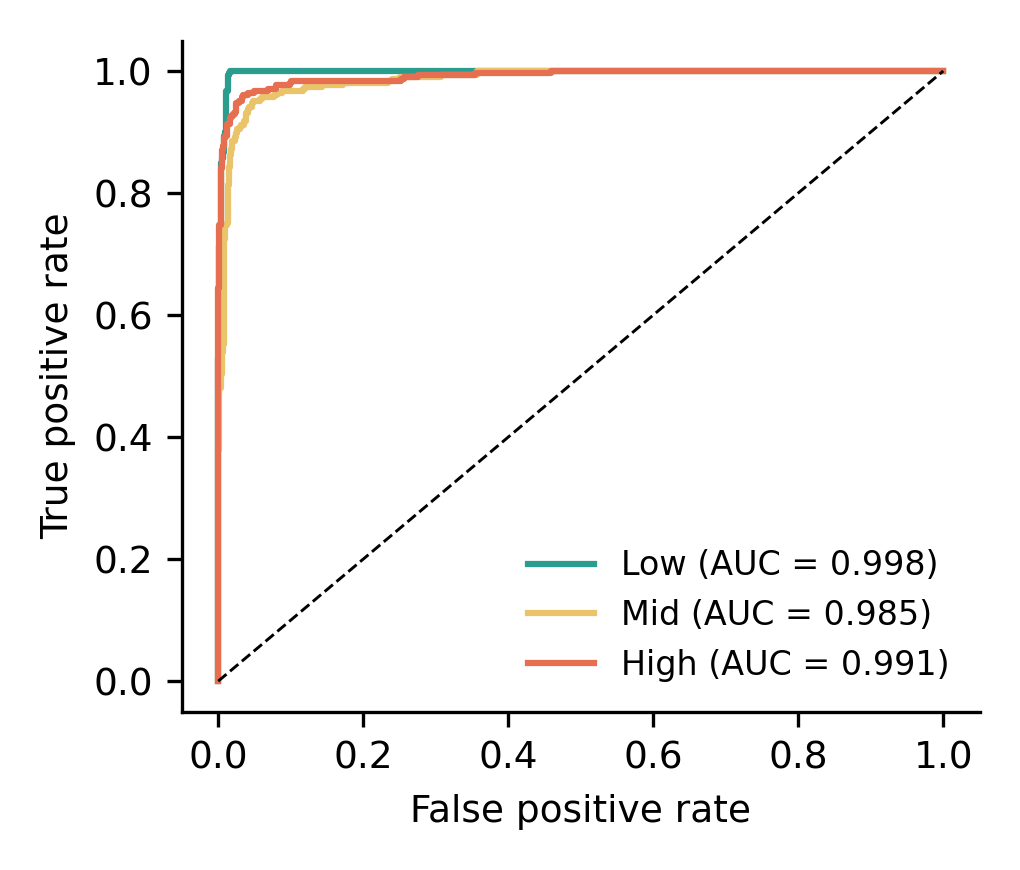 1.0
0.8
0.6
0.4
0.2
0.0
True positive rate
Low (AUC = 0.998)
Mid (AUC = 0.985)
High (AUC = 0.991)
0.0 0.2 0.4 0.6 0.8 1.0
False positive rate